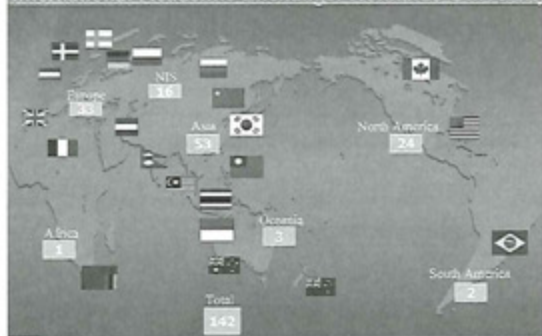 NIS
16
Europe
Asia
53
North America
24
Oceania
3
Africa
1
South America
2
Total
142